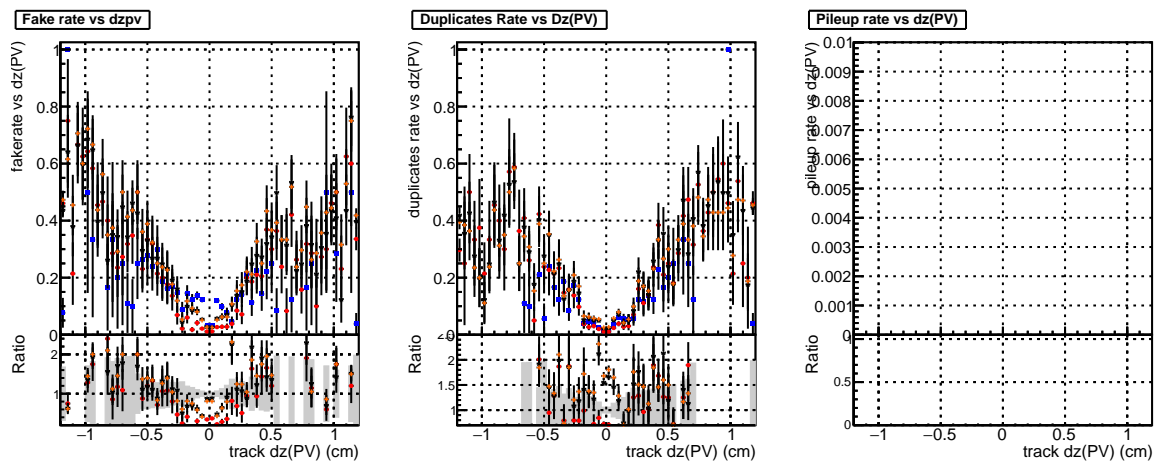 Fake rate vs dzpv
fakerate vs dz(PV)
1
0.8
0.6
0.4
0.2
0
Ratio
2
1
−1 −0.5 0 0.5 1
track dz(PV) (cm)
Duplicates Rate vs Dz(PV)
duplicates rate vs dz(PV)
1
0.8
0.6
0.4
0.2
0
Ratio
2
1.5
1
−1 −0.5 0 0.5 1
track dz(PV) (cm)
Pileup rate vs dz(PV)
pileup rate vs dz(PV)
0.01
0.009
0.008
0.007
0.006
0.005
0.004
0.003
0.002
0.001
0
Ratio
1
0.5
0
−1 −0.5 0 0.5 1
track dz(PV) (cm)